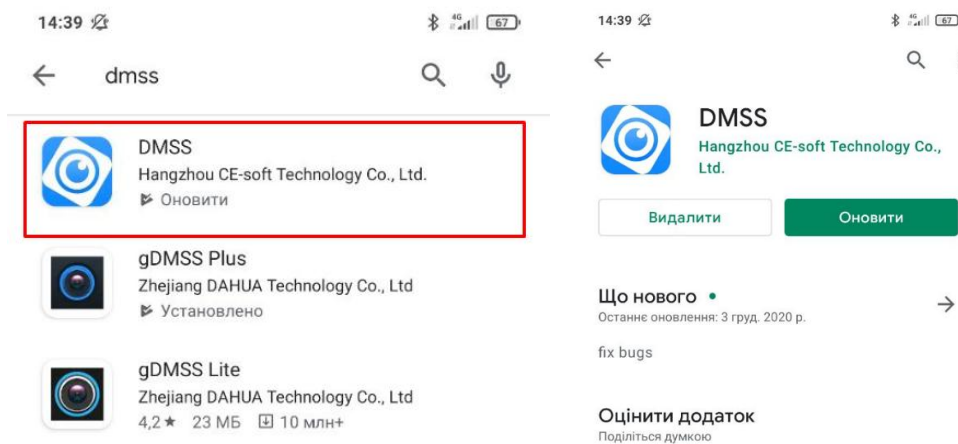 14:39
4G
67
dmss
DMSS
Hangzhou CE-soft Technology Co., Ltd.
Оновити
gDMSS Plus
Zhejiang DAHUA Technology Co., Ltd
Установлено
gDMSS Lite
Zhejiang DAHUA Technology Co., Ltd
4,2★ 23 МБ 10 млн+
14:39
4G
67
DMSS
Hangzhou CE-soft Technology Co.,
Ltd.
Видалити
Оновити
Що нового •
Останнє оновлення: 3 груд. 2020 р.
fix bugs
Оцінити додаток
Поділіться думкою